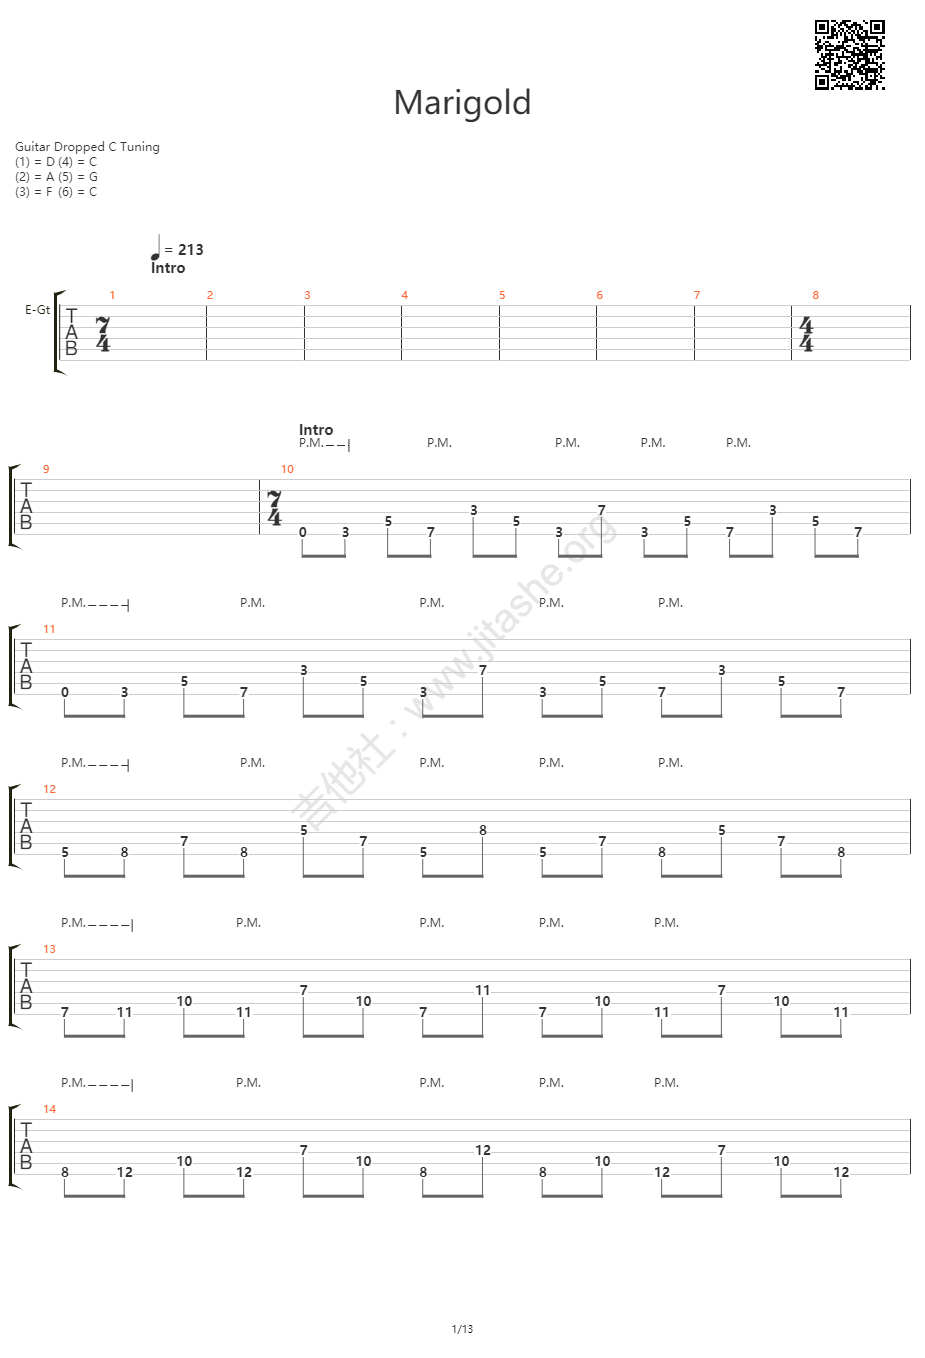 Marigold
Guitar Dropped C Tuning
(1) = D (4) = C
(2) = A (5) = G
(3) = F (6) = C
= 213
Intro
E-Gt
1 2 3 4 5 6 7 8
T
A
B
7
4
4
4
Intro
P.M. P.M. P.M. P.M. P.M.
9 10
T
A
B
7
4
0 3 5 7 3 5 3 7 3 5 7 3 5 7
P.M. P.M. P.M. P.M. P.M.
11
T
A
B
0 3 5 7 3 5 3 7 3 5 7 3 5 7
P.M. P.M. P.M. P.M. P.M.
12
T
A
B
5 8 7 8 5 7 5 8 5 7 8 5 7 8
P.M. P.M. P.M. P.M. P.M.
13
T
A
B
7 11 10 11 7 10 7 11 7 10 11 7 10 11
P.M. P.M. P.M. P.M. P.M.
14
T
A
B
8 12 10 12 7 10 8 12 8 10 12 7 10 12
吉他社：www.jitashe.org
1/13